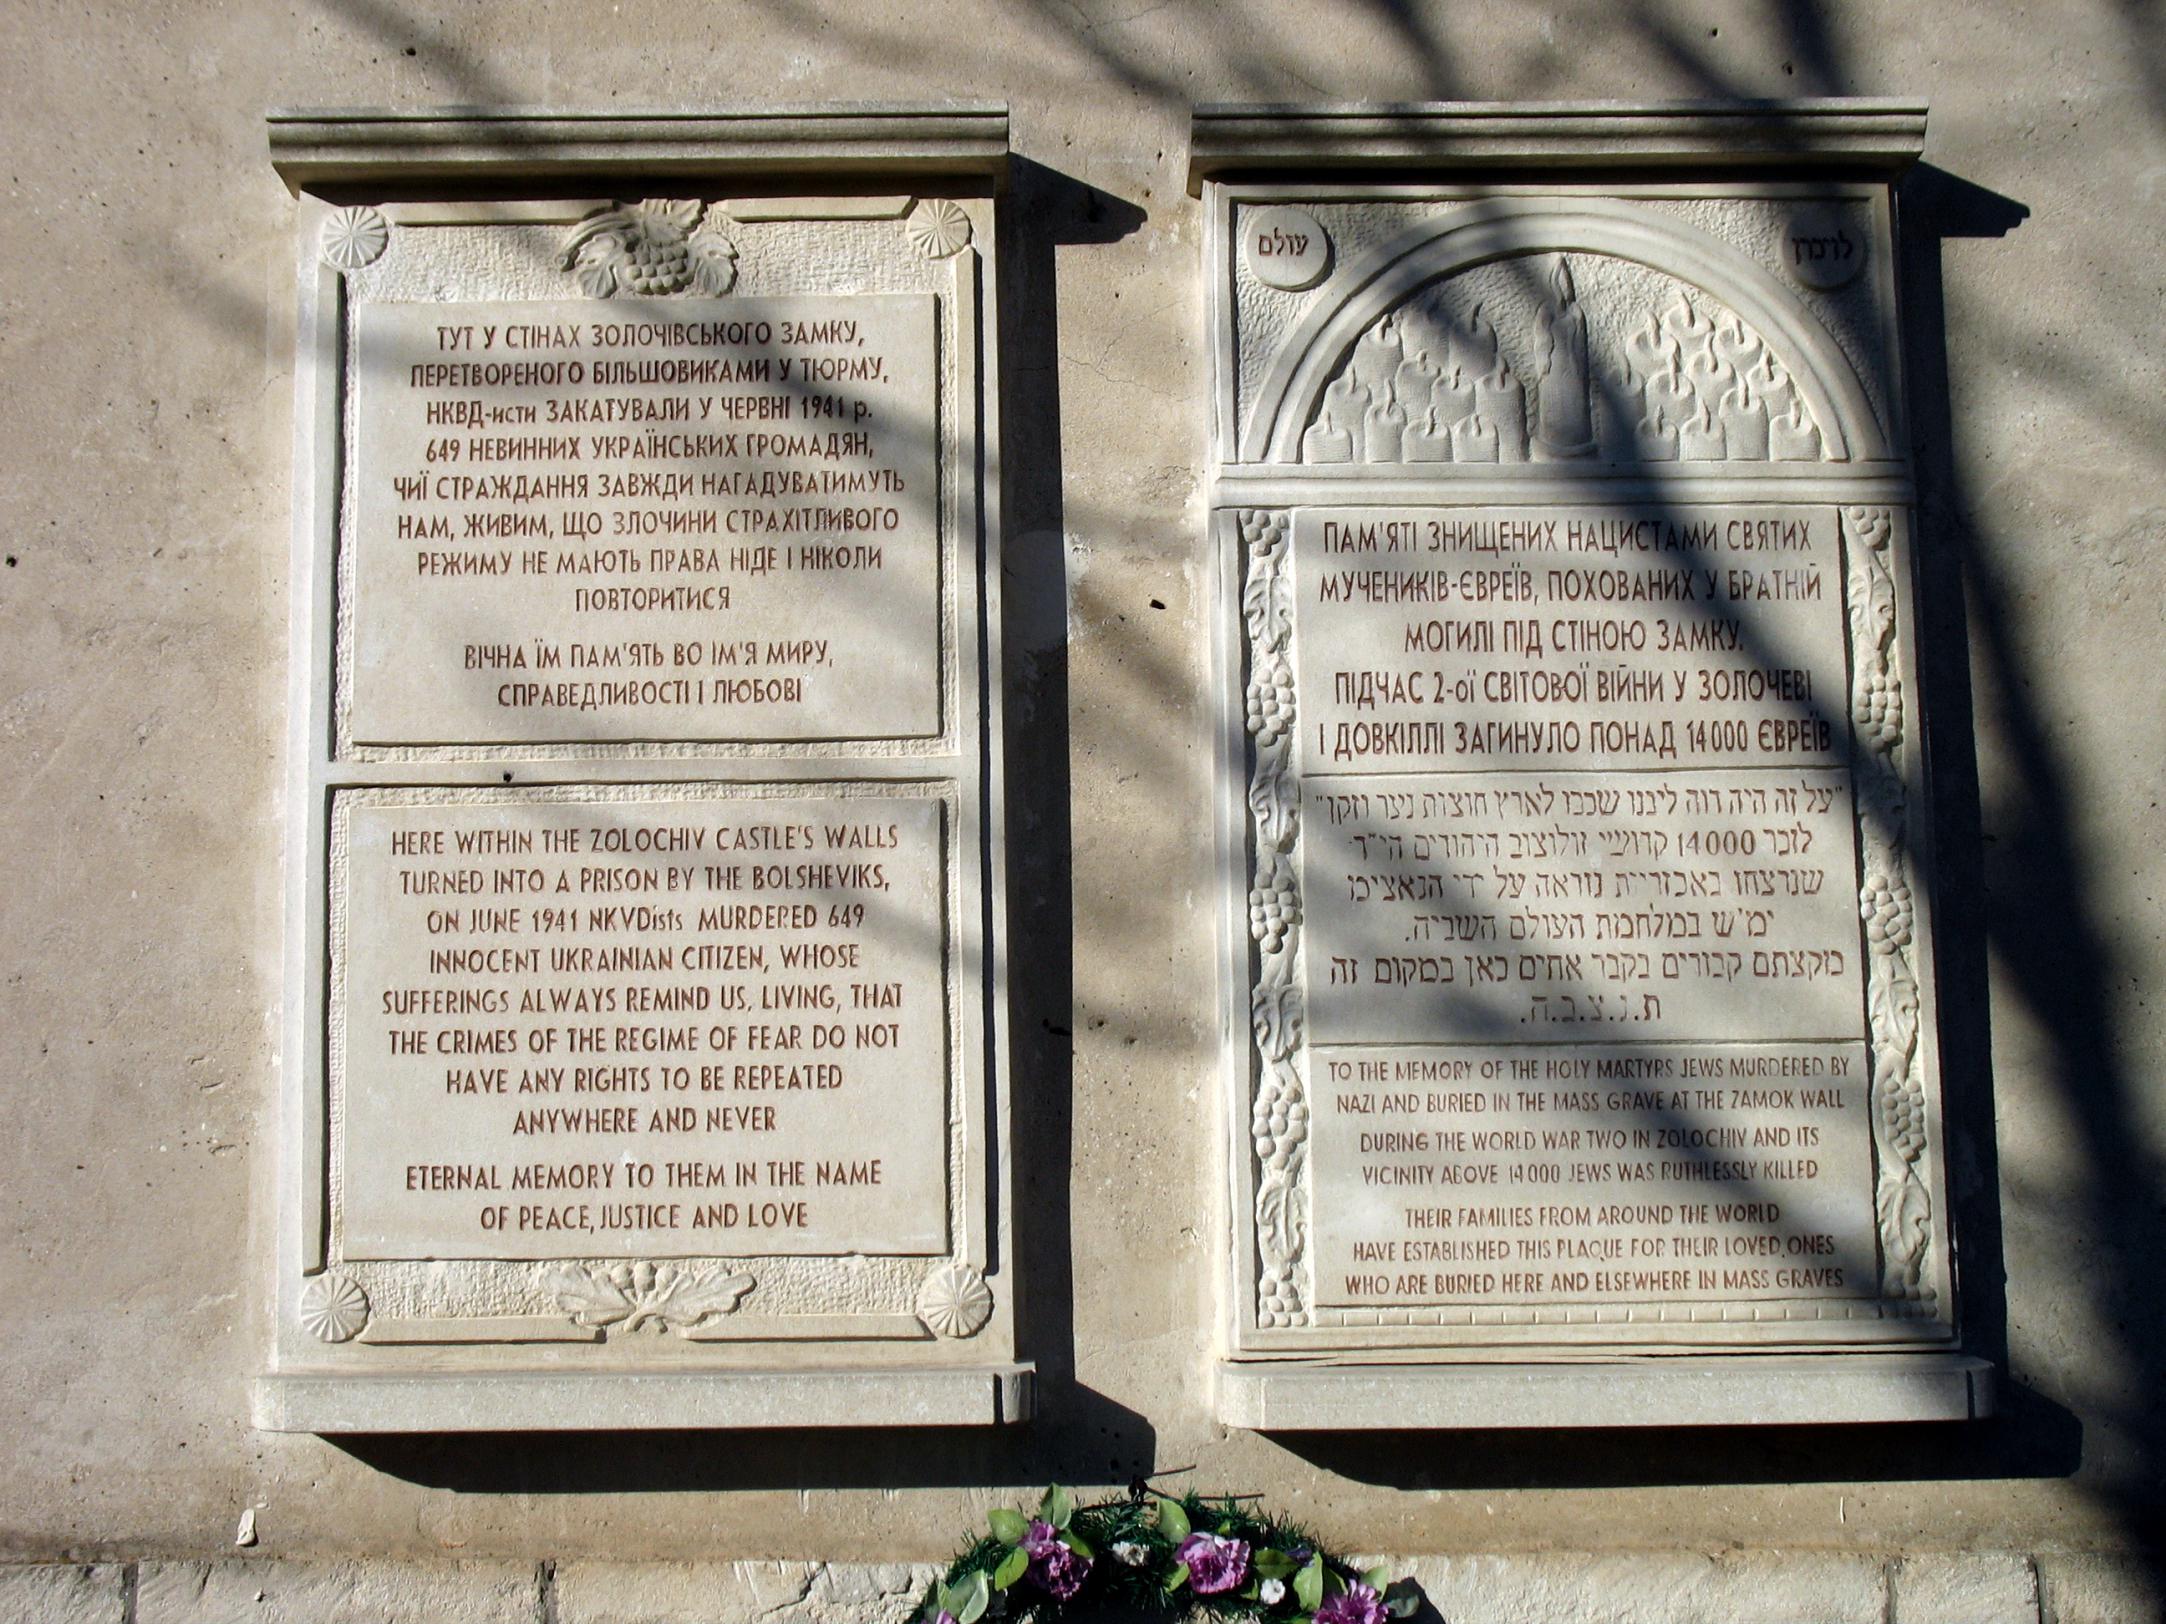 ТУТ У СТІНАХ ЗОЛОЧІВСЬКОГО ЗАМКУ,
ПЕРЕТВОРЕНОГО БІЛЬШОВИКАМИ У ТЮРМУ,
НКВД-исти ЗАКАТУВАЛИ У ЧЕРВНІ 1941 р.
649 НЕВИННИХ УКРАЇНСЬКИХ ГРОМАДЯН,
ЧИЇ СТРАЖДАННЯ ЗАВЖДИ НАГАДУВАТИМУТЬ
НАМ, ЖИВИМ, ЩО ЗЛОЧИНИ СТРАХІТЛИВОГО
РЕЖИМУ НЕ МАЮТЬ ПРАВА НІДЕ І НІКОЛИ
ПОВТОРИТИСЯ
ВІЧНА ЇМ ПАМ'ЯТЬ ВО ІМ'Я МИРУ,
СПРАВЕДЛИВОСТІ І ЛЮБОВІ
HERE WITHIN THE ZOLOCHIV CASTLE'S WALLS
TURNED INTO A PRISON BY THE BOLSHEVIKS,
ON JUNE 1941 NKVDists MURDERED 649
INNOCENT UKRAINIAN CITIZEN, WHOSE
SUFFERINGS ALWAYS REMIND US, LIVING, THAT
THE CRIMES OF THE REGIME OF FEAR DO NOT
HAVE ANY RIGHTS TO BE REPEATED
ANYWHERE AND NEVER
ETERNAL MEMORY TO THEM IN THE NAME
OF PEACE, JUSTICE AND LOVE
לזיכרון עולם
ПАМ'ЯТІ ЗНИЩЕНИХ НАЦИСТАМИ СВЯТИХ
МУЧЕНИКІВ-ЄВРЕЇВ, ПОХОВАНИХ У БРАТНІЙ
МОГИЛІ ПІД СТІНОЮ ЗАМКУ.
ПІДЧАС 2-ої СВІТОВОЇ ВІЙНИ У ЗОЛОЧЕВІ
І ДОВКІЛЛІ ЗАГИНУЛО ПОНАД 14000 ЄВРЕЇВ
"על זה היה דוה ליבנו שכבו לארץ חוצות נער וזקן"
לזכר 14000 קדושיי זולוצוב היהודים הי"ד
שנרצחו באכזריית נוראה על ידי הנאצים
ימ"ש במלחמת העולם השניה.
מקצתם קבורים בקבר אחים כאן במקום זה
ת.נ.צ.ב.ה.
TO THE MEMORY OF THE HOLY MARTYRS JEWS MURDERED BY
NAZI AND BURIED IN THE MASS GRAVE AT THE ZAMOK WALL
DURING THE WORLD WAR TWO IN ZOLOCHIV AND ITS
VICINITY ABOVE 14000 JEWS WAS RUTHLESSLY KILLED
THEIR FAMILIES FROM AROUND THE WORLD
HAVE ESTABLISHED THIS PLAQUE FOR THEIR LOVED ONES
WHO ARE BURIED HERE AND ELSEWHERE IN MASS GRAVES